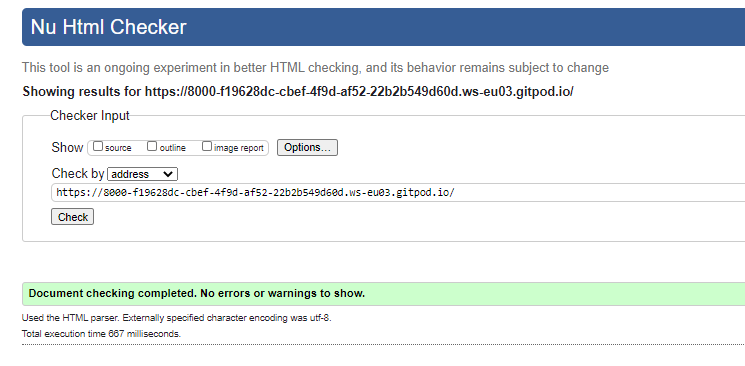 Nu Html Checker
This tool is an ongoing experiment in better HTML checking, and its behavior remains subject to change
Showing results for https://8000-f19628dc-cbef-4f9d-af52-22b2b549d60d.ws-eu03.gitpod.io/
Checker Input
Show source outline image report Options...
Check by address
https://8000-f19628dc-cbef-4f9d-af52-22b2b549d60d.ws-eu03.gitpod.io/
Check
Document checking completed. No errors or warnings to show.
Used the HTML parser. Externally specified character encoding was utf-8.
Total execution time 667 milliseconds.